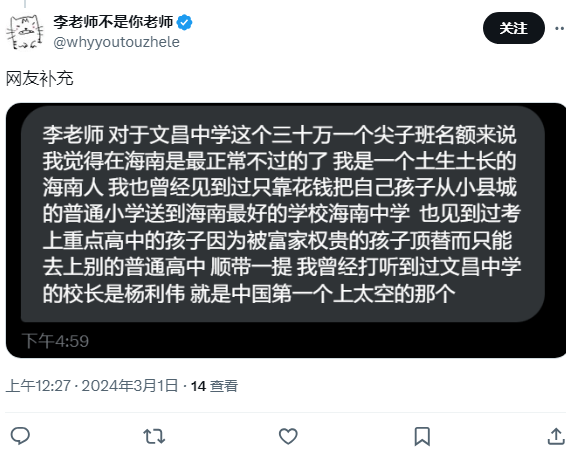 李老师不是你老师
@whyyoutouzhele
关注
网友补充
李老师 对于文昌中学这个三十万一个尖子班名额来说
我觉得在海南是最正常不过的了 我是一个土生土长的
海南人 我也曾经见到过只靠花钱把自己孩子从小县城
的普通小学送到海南最好的学校海南中学 也见到过考
上重点高中的孩子因为被富家权贵的孩子顶替而只能
去上别的普通高中 顺带一提 我曾经打听到过文昌中学
的校长是杨利伟 就是中国第一个上太空的那个
下午4:59
上午12:27 · 2024年3月1日 · 14 查看